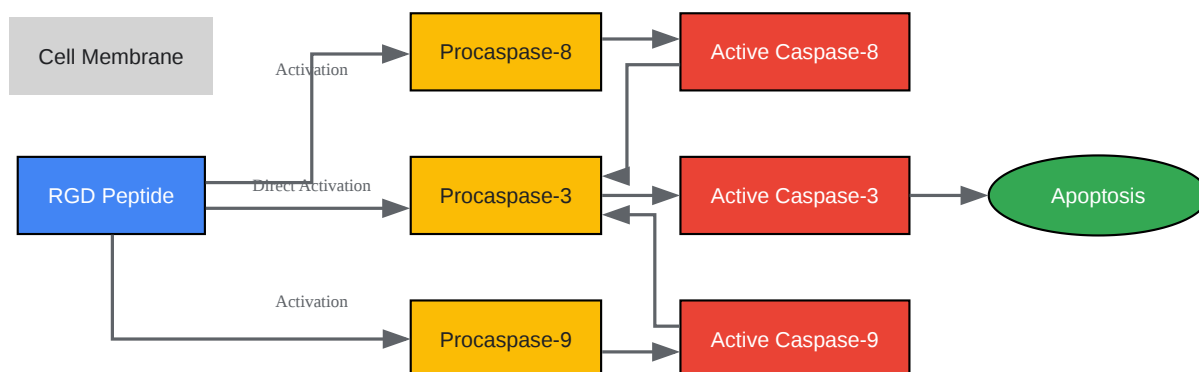 Cell Membrane
Procaspase-8
Active Caspase-8
Activation
RGD Peptide
Direct Activation
Procaspase-3
Active Caspase-3
Apoptosis
Activation
Procaspase-9
Active Caspase-9